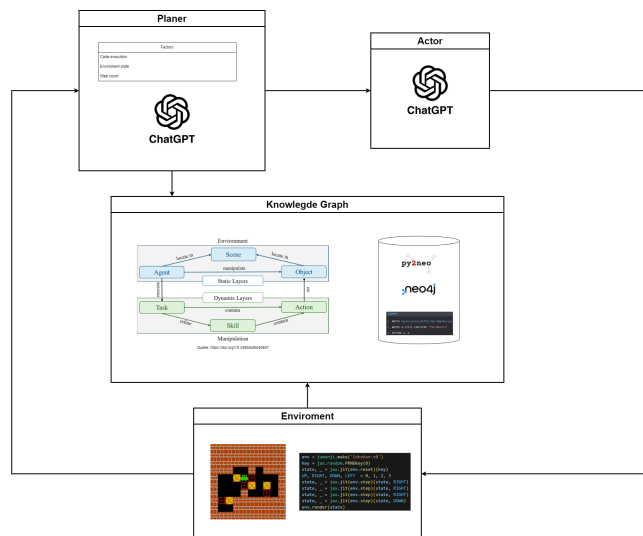 Planer
Factors
Code execution
Enviroment state
Step count
ChatGPT
Actor
ChatGPT
Knowlegde Graph
Environment
Scene
locate in
locate in
Agent
manipulate
Object
Static Layers
Dynamic Layers
Task
contain
Action
Skill
Manipulation
py2neo
neo4j
Enviroment
env = jumanji.make('Sokoban-v0')
key = jax.random.PRNGKey(0)
state, _ = jax.jit(env.reset)(key)
UP, RIGHT, DOWN, LEFT = 0, 1, 2, 3
state, _ = jax.jit(env.step)(state, RIGHT)
state, _ = jax.jit(env.step)(state, RIGHT)
state, _ = jax.jit(env.step)(state, RIGHT)
state, _ = jax.jit(env.step)(state, DOWN)
env.render(state)